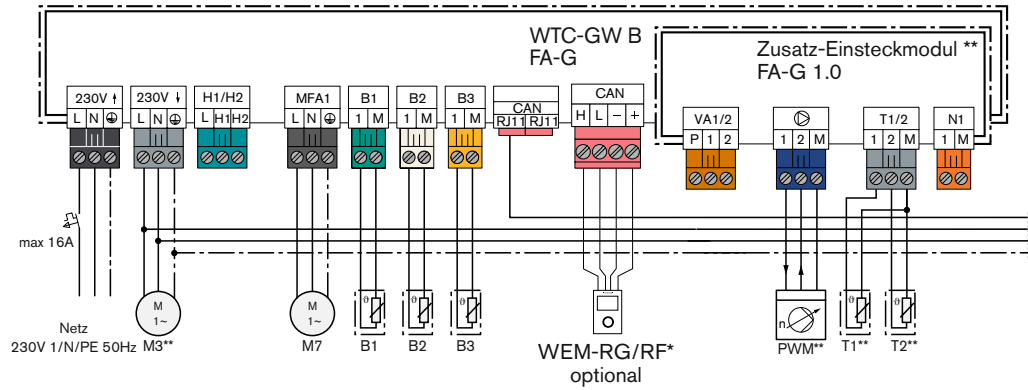 WTC-GW B
FA-G
Zusatz-Einsteckmodul **
FA-G 1.0
230V ↑
230V ↓
H1/H2
MFA1
B1
B2
B3
CAN
CAN
VA1/2
T1/2
N1
L N
L N
L H1 H2
L N
1 M
1 M
1 M
RJ11 RJ11
H L − +
P 1 2
1 2 M
1 2 M
1 M
max 16A
M
1~
M
1~
ϑ
ϑ
ϑ
n
ϑ
ϑ
Netz
230V 1/N/PE 50Hz
M3**
M7
B1
B2
B3
WEM-RG/RF*
optional
PWM**
T1**
T2**